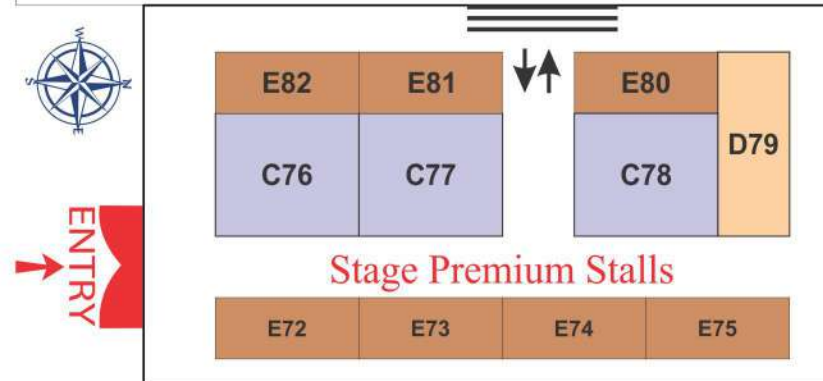 W
S
N
E
E82
E81
E80
D79
C76
C77
C78
ENTRY
Stage Premium Stalls
E72
E73
E74
E75